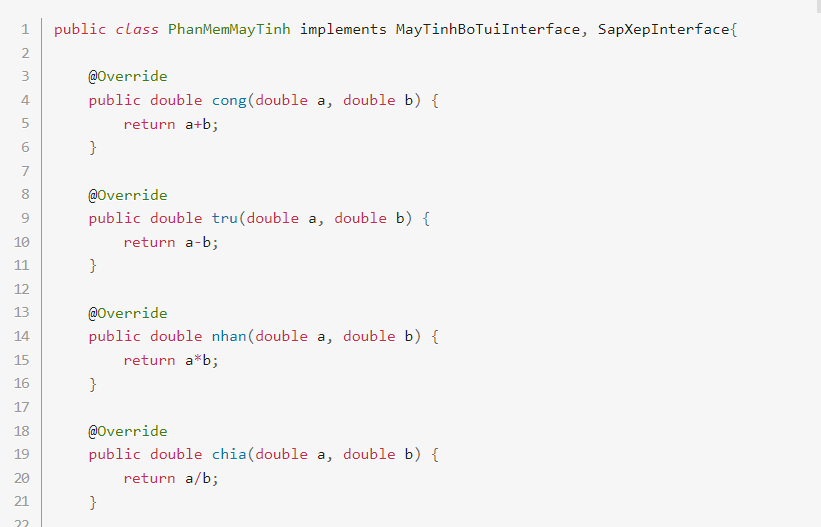 1 public class PhanMemMayTinh implements MayTinhBoTuiInterface, SapXepInterface{
2
3     @Override
4     public double cong(double a, double b) {
5         return a+b;
6     }
7
8     @Override
9     public double tru(double a, double b) {
10         return a-b;
11     }
12
13     @Override
14     public double nhan(double a, double b) {
15         return a*b;
16     }
17
18     @Override
19     public double chia(double a, double b) {
20         return a/b;
21     }
22